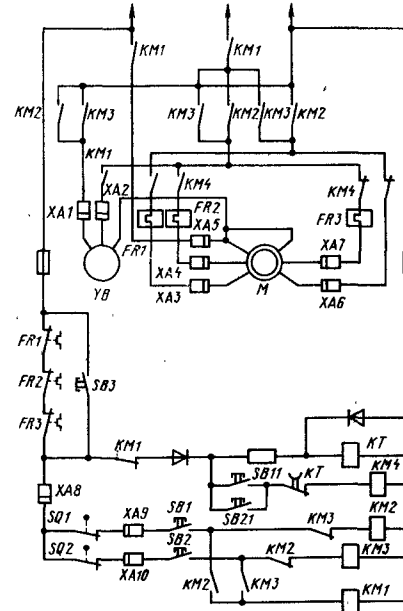 KM1
KM1
KM2
KM3
KM3
KM2
KM3
KM2
KM1
XA2
KM4
KM4
XA1
FR2
FR3
FR1
XA5
XA7
XA4
YB
XA3
M
XA6
FR1
FR2
SB3
FR3
KM1
KT
SB11
KT
KM4
XA8
SB21
SQ1
XA9
SB1
KM3
KM2
SQ2
SB2
KM2
KM3
XA10
KM2
KM3
KM1